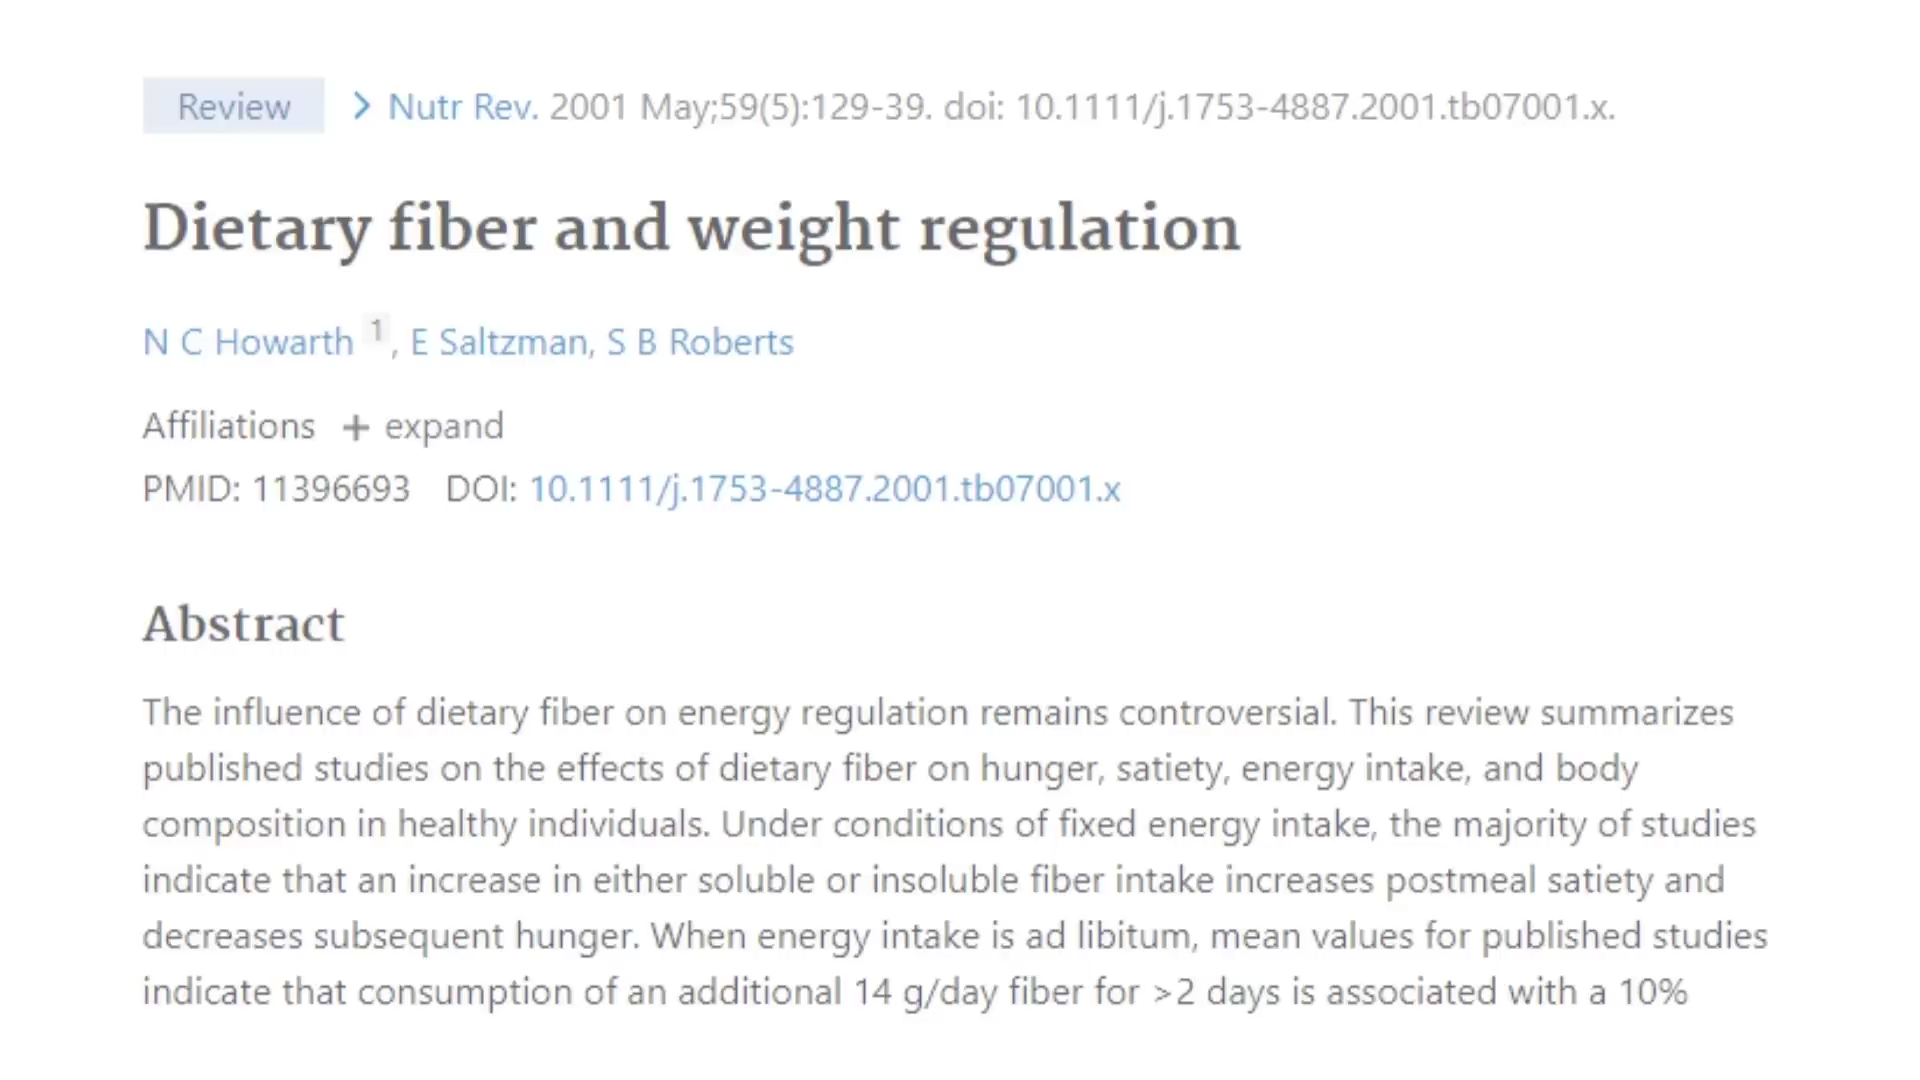 Review > Nutr Rev. 2001 May;59(5):129-39. doi: 10.1111/j.1753-4887.2001.tb07001.x.
Dietary fiber and weight regulation
N C Howarth 1, E Saltzman, S B Roberts
Affiliations + expand
PMID: 11396693 DOI: 10.1111/j.1753-4887.2001.tb07001.x
Abstract
The influence of dietary fiber on energy regulation remains controversial. This review summarizes
published studies on the effects of dietary fiber on hunger, satiety, energy intake, and body
composition in healthy individuals. Under conditions of fixed energy intake, the majority of studies
indicate that an increase in either soluble or insoluble fiber intake increases postmeal satiety and
decreases subsequent hunger. When energy intake is ad libitum, mean values for published studies
indicate that consumption of an additional 14 g/day fiber for >2 days is associated with a 10%